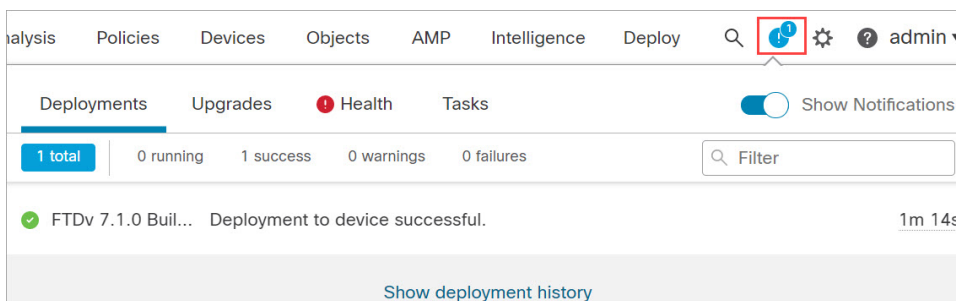 nalysis Policies Devices Objects AMP Intelligence Deploy 1 ! ? admin
Deployments Upgrades ! Health Tasks Show Notifications
1 total 0 running 1 success 0 warnings 0 failures Filter
FTDv 7.1.0 Buil... Deployment to device successful. 1m 14s
Show deployment history